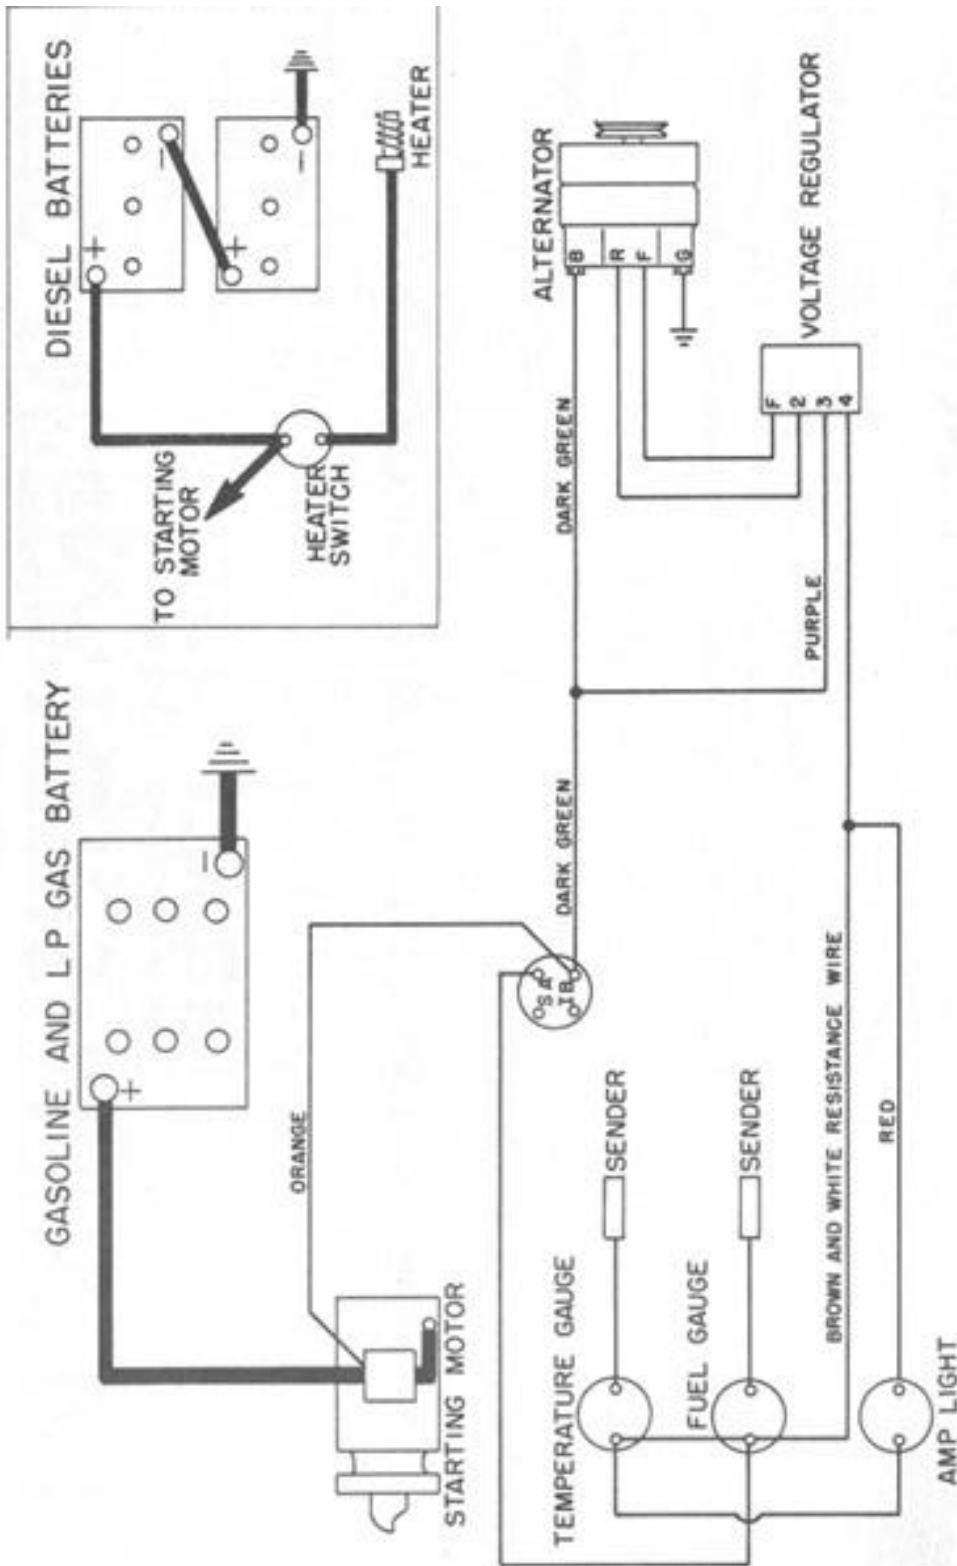 GASOLINE AND L.P. GAS BATTERY
+
−
ORANGE
STARTING MOTOR
DIESEL BATTERIES
+
−
+
−
TO STARTING
MOTOR
HEATER
SWITCH
HEATER
TEMPERATURE GAUGE
SENDER
FUEL GAUGE
SENDER
AMP LIGHT
S A
I B
DARK GREEN
DARK GREEN
ALTERNATOR
B
R
F
G
PURPLE
F
2
3
4
VOLTAGE REGULATOR
BROWN AND WHITE RESISTANCE WIRE
RED